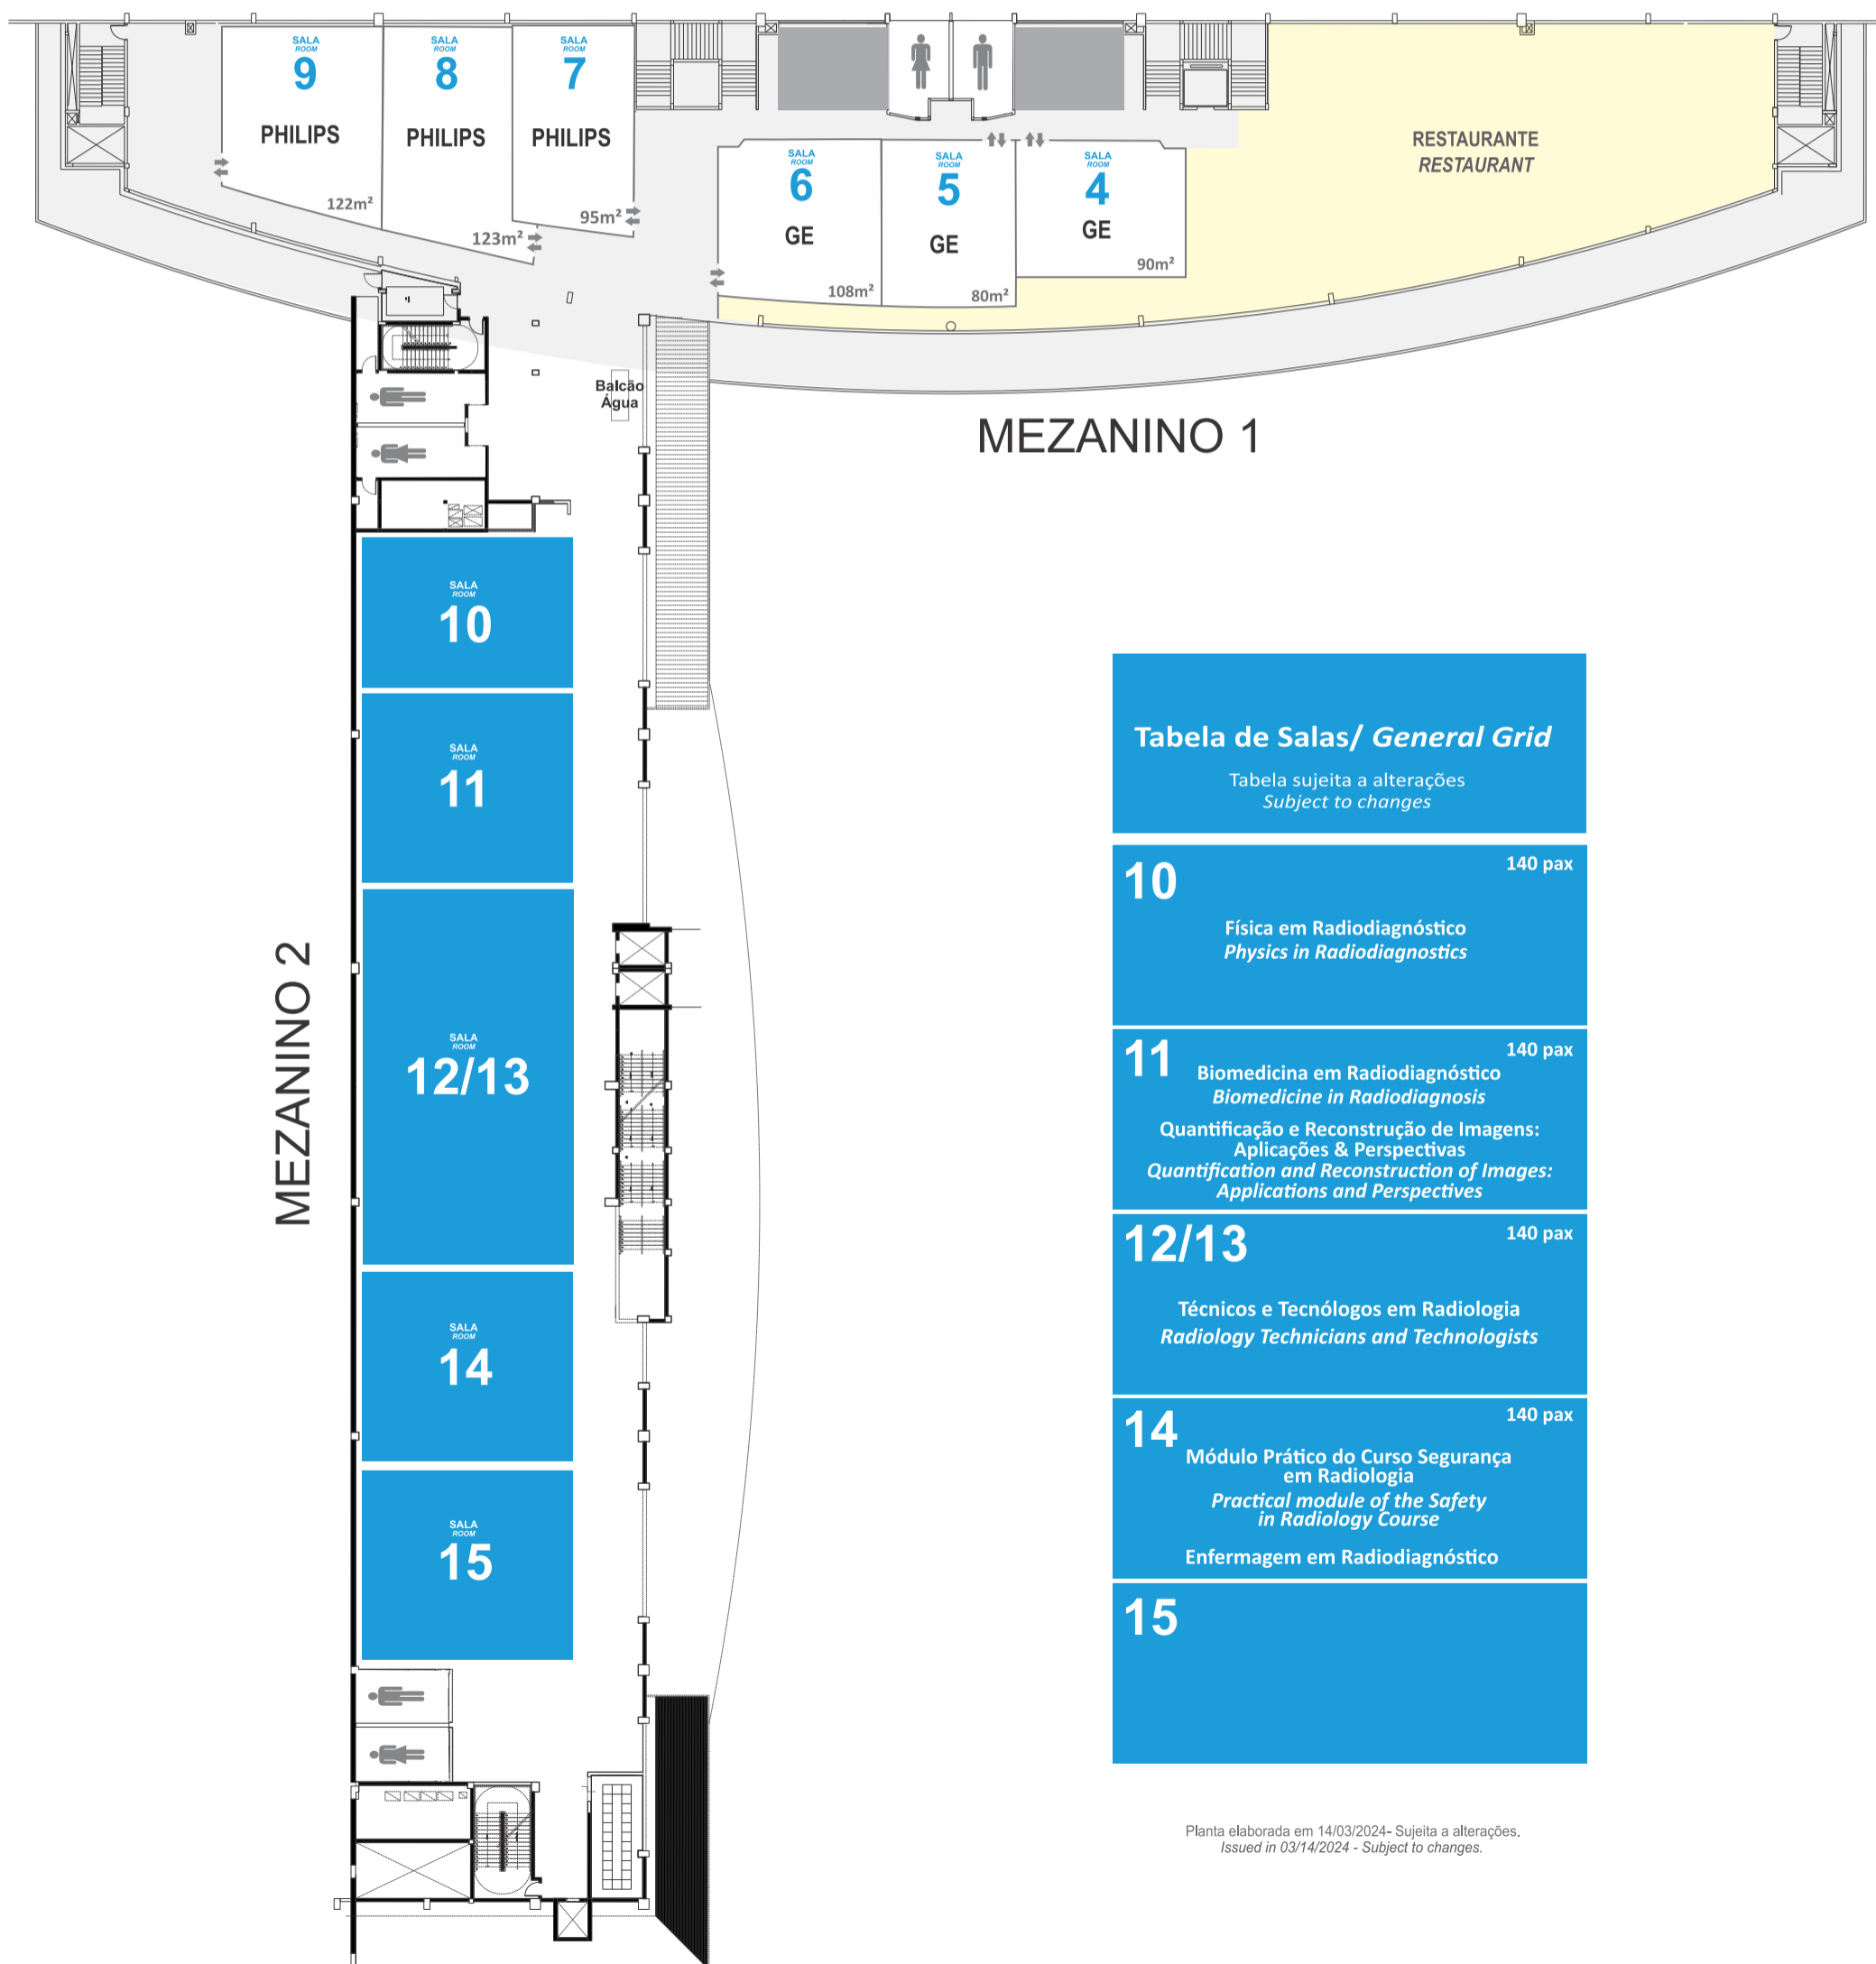 SALA
ROOM
9
PHILIPS
122m²
SALA
ROOM
8
PHILIPS
123m²
SALA
ROOM
7
PHILIPS
95m²
SALA
ROOM
6
GE
108m²
SALA
ROOM
5
GE
80m²
SALA
ROOM
4
GE
90m²
RESTAURANTE
RESTAURANT
Balcão
Água
MEZANINO 1
MEZANINO 2
SALA
ROOM
10
SALA
ROOM
11
SALA
ROOM
12/13
SALA
ROOM
14
SALA
ROOM
15
Tabela de Salas/ General Grid
Tabela sujeita a alterações
Subject to changes
10
140 pax
Física em Radiodiagnóstico
Physics in Radiodiagnostics
11
140 pax
Biomedicina em Radiodiagnóstico
Biomedicine in Radiodiagnosis
Quantificação e Reconstrução de Imagens:
Aplicações & Perspectivas
Quantification and Reconstruction of Images:
Applications and Perspectives
12/13
140 pax
Técnicos e Tecnólogos em Radiologia
Radiology Technicians and Technologists
14
140 pax
Módulo Prático do Curso Segurança
em Radiologia
Practical module of the Safety
in Radiology Course
Enfermagem em Radiodiagnóstico
15
Planta elaborada em 14/03/2024- Sujeita a alterações.
Issued in 03/14/2024 - Subject to changes.